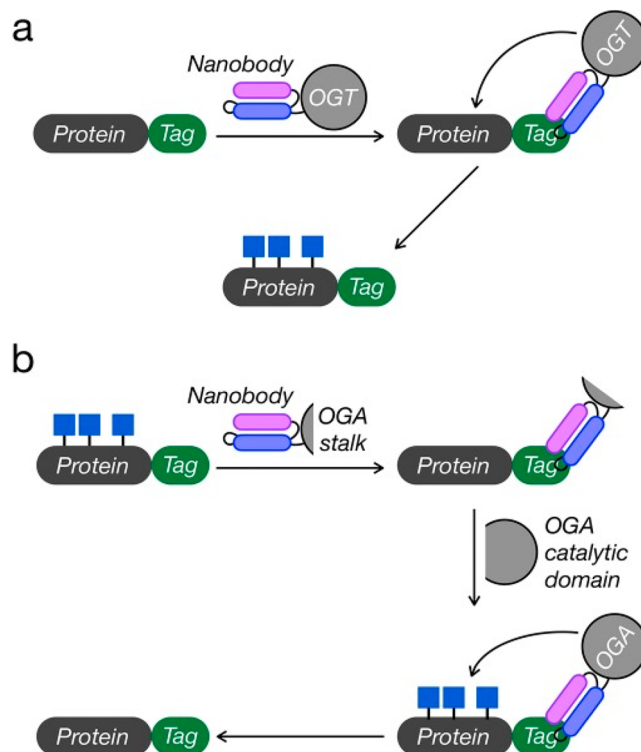 a
Nanobody
OGT
OGT
Protein
Tag
Protein
Tag
Protein
Tag
b
Nanobody
OGA
stalk
Protein
Tag
Protein
Tag
OGA
catalytic
domain
OGA
Protein
Tag
Protein
Tag